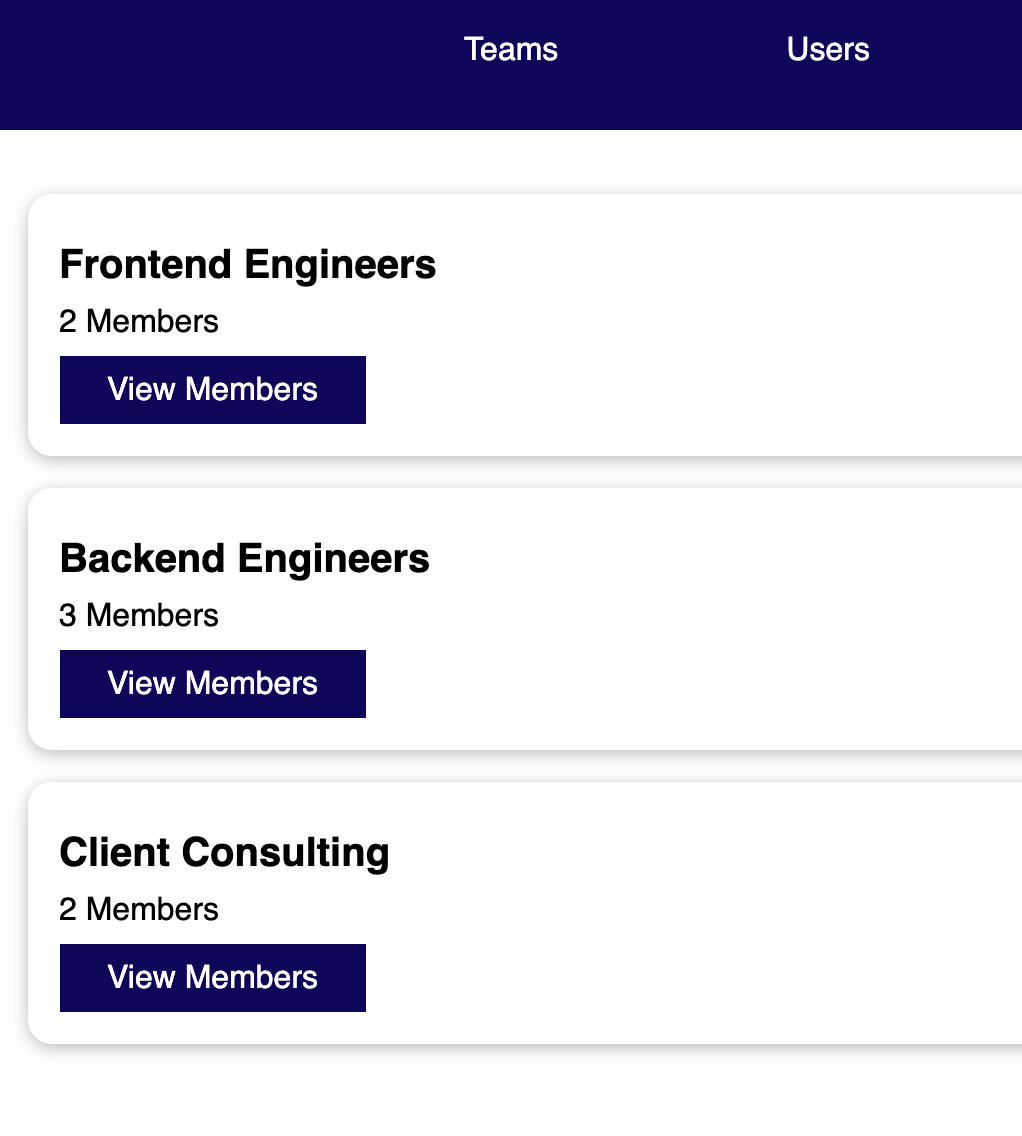 Teams Users
Frontend Engineers
2 Members
View Members
Backend Engineers
3 Members
View Members
Client Consulting
2 Members
View Members